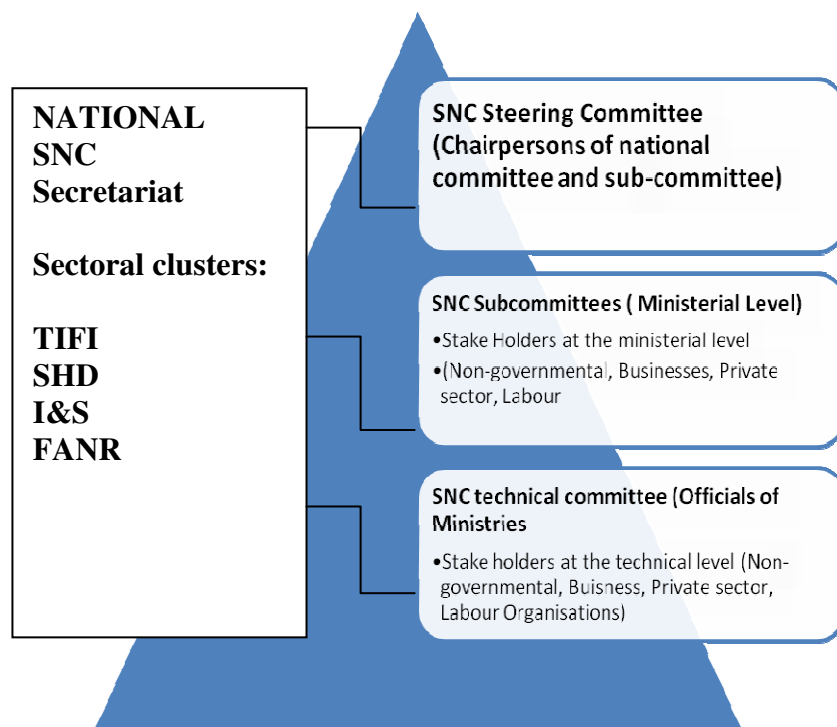 NATIONAL
SNC
Secretariat
Sectoral clusters:
TIFI
SHD
I&S
FANR
SNC Steering Committee
(Chairpersons of national
committee and sub-committee)
SNC Subcommittees ( Ministerial Level)
•Stake Holders at the ministerial level
•(Non-governmental, Businesses, Private
sector, Labour
SNC technical committee (Officials of
Ministries
•Stake holders at the technical level (Non-
governmental, Buisness, Private sector,
Labour Organisations)